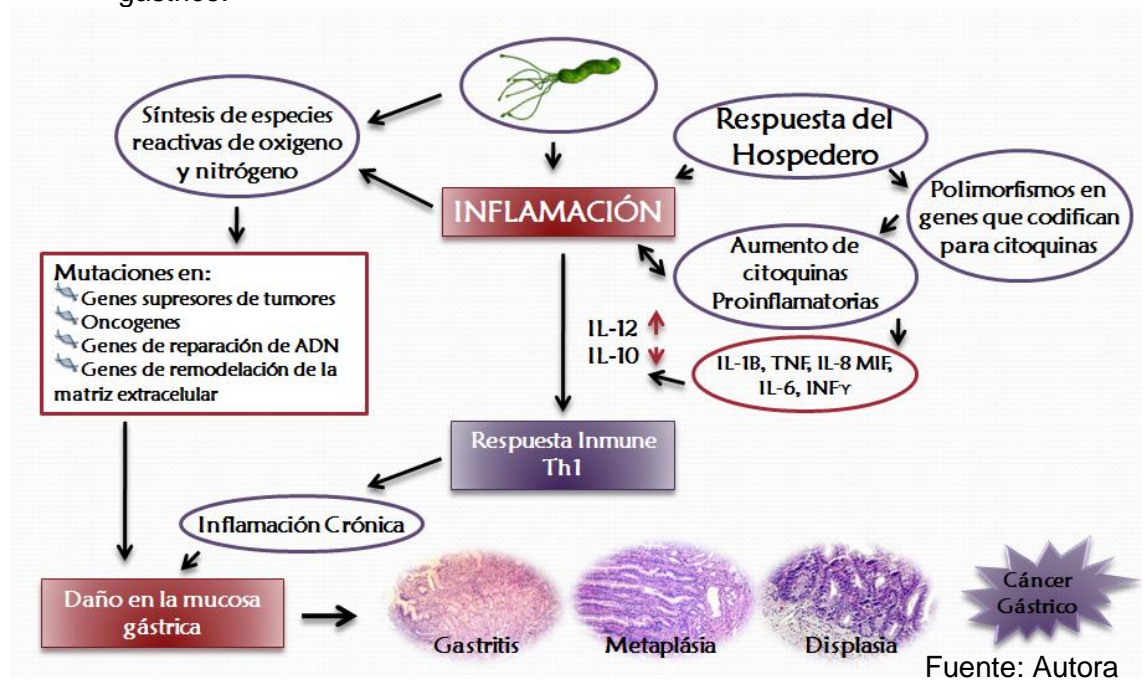 gástrico.
Síntesis de especies
reactivas de oxigeno
y nitrógeno
Respuesta del
Hospedero
INFLAMACIÓN
Polimorfismos en
genes que codifican
para citoquinas
Aumento de
citoquinas
Proinflamatorias
Mutaciones en:
Genes supresores de tumores
Oncogenes
Genes de reparación de ADN
Genes de remodelación de la
matriz extracelular
IL-12
IL-10
IL-1B, TNF, IL-8 MIF,
IL-6, INFγ
Respuesta Inmune
Th1
Inflamación Crónica
Daño en la mucosa
gástrica
Gastritis
Metaplásia
Displasia
Cáncer
Gástrico
Fuente: Autora